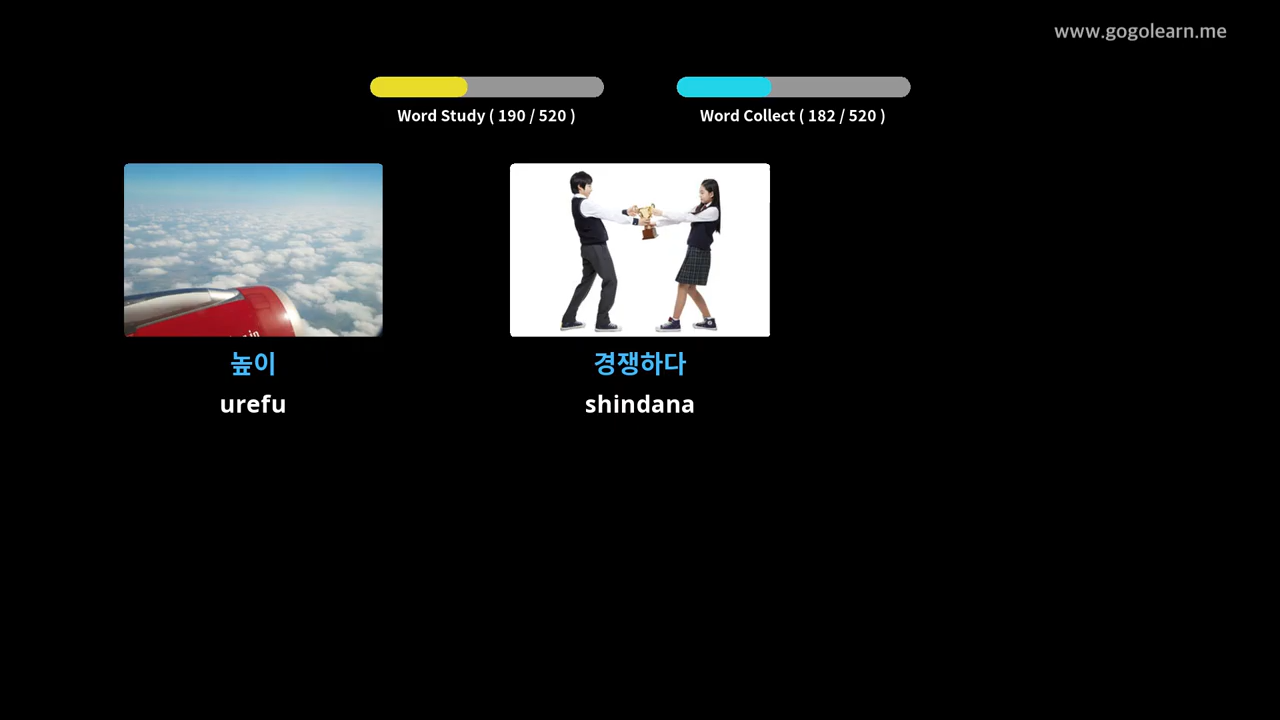 www.gogolearn.me
Word Study ( 190 / 520 )
Word Collect ( 182 / 520 )
높이
urefu
경쟁하다
shindana